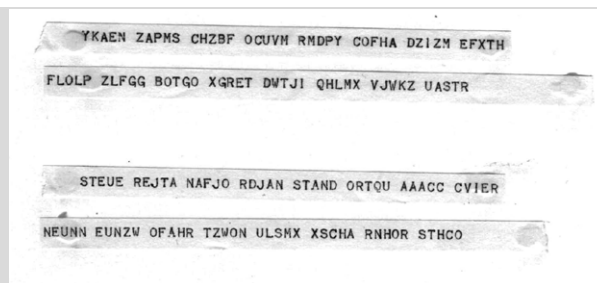 YKAEN ZAPMS CHZBF OCUVM RMDPY COFHA DZIZM EFXTH
FLOLP ZLFGG BOTGO XGRET DWTJI QHLMX VJWKZ UASTR
STEUE REJTA NAFJO RDJAN STAND ORTQU AAACC CVIER
NEUNN EUNZW OFAHR TZWON ULSMX XSCHA RNHOR STHCO